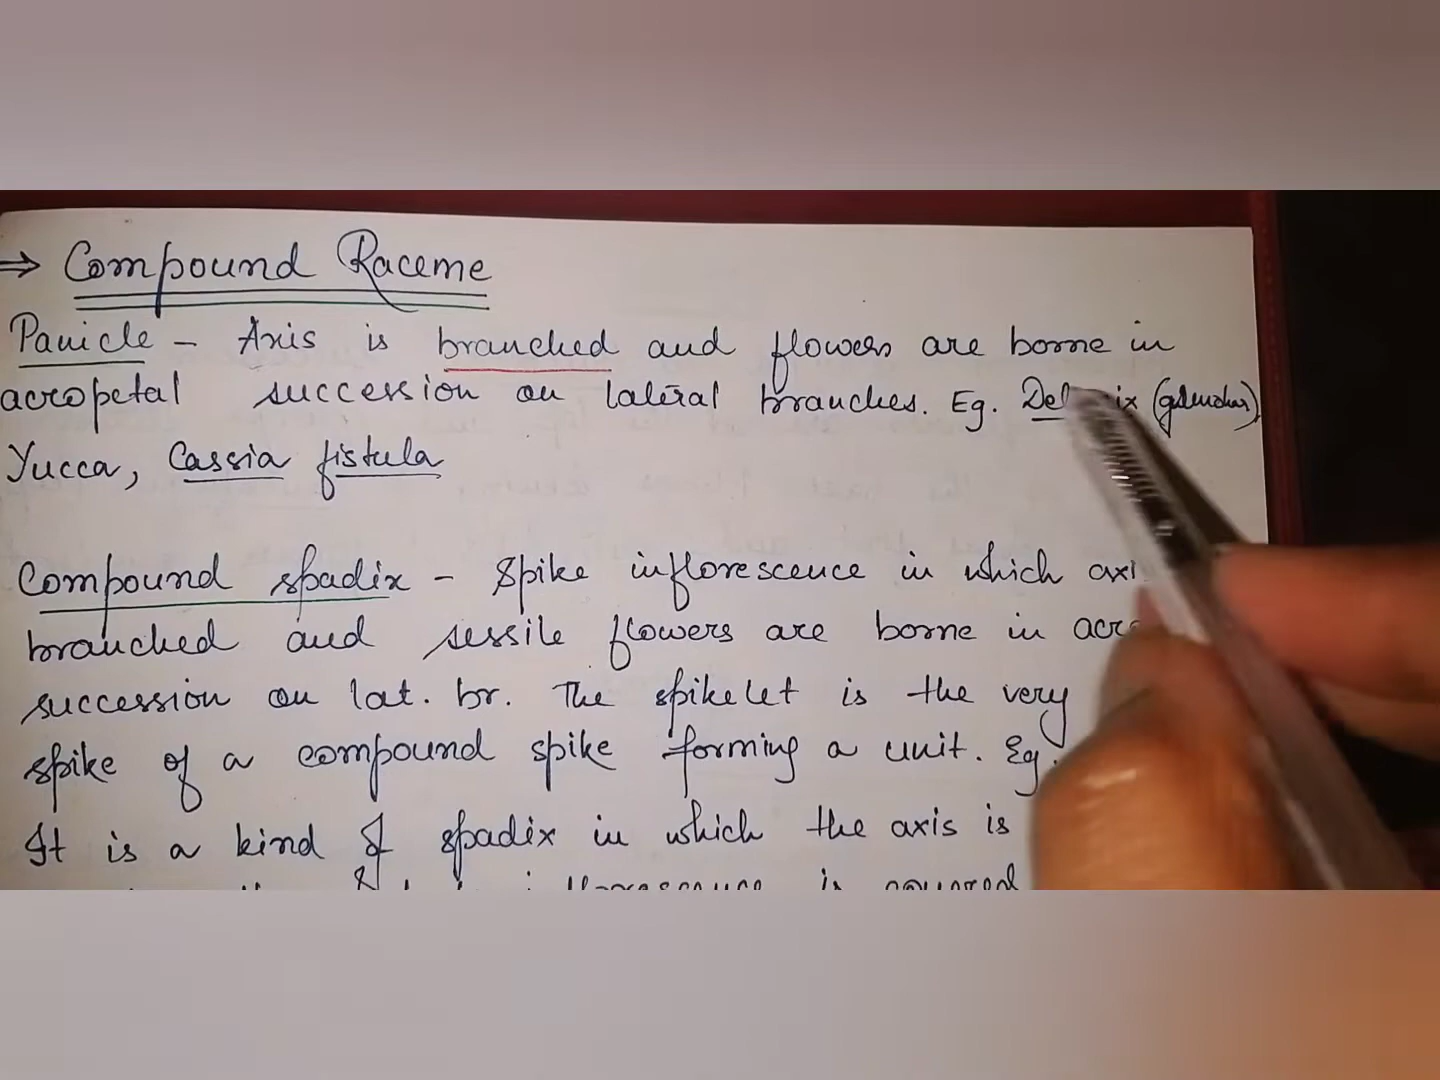 ⇒ Compound Raceme
Panicle - Axis is branched and flowers are borne in
acropetal succession on lateral branches. Eg.
Yucca, Cassia fistula
Compound spadix - Spike inflorescence in which
branched and sessile flowers are borne in
succession on lat. br. The spikelet is the very
spike of a compound spike forming a unit. Eg.
It is a kind of spadix in which the axis is
is covered